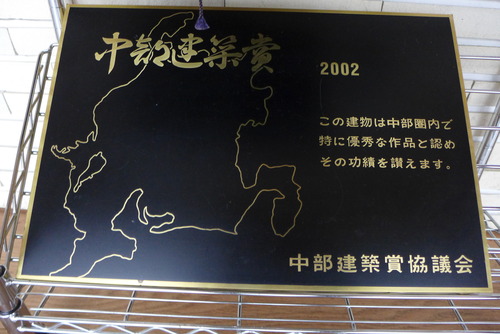 中部建築賞
2002
この建物は中部圏内で
特に優秀な作品と認め
その功績を讃えます。
中部建築賞協議会